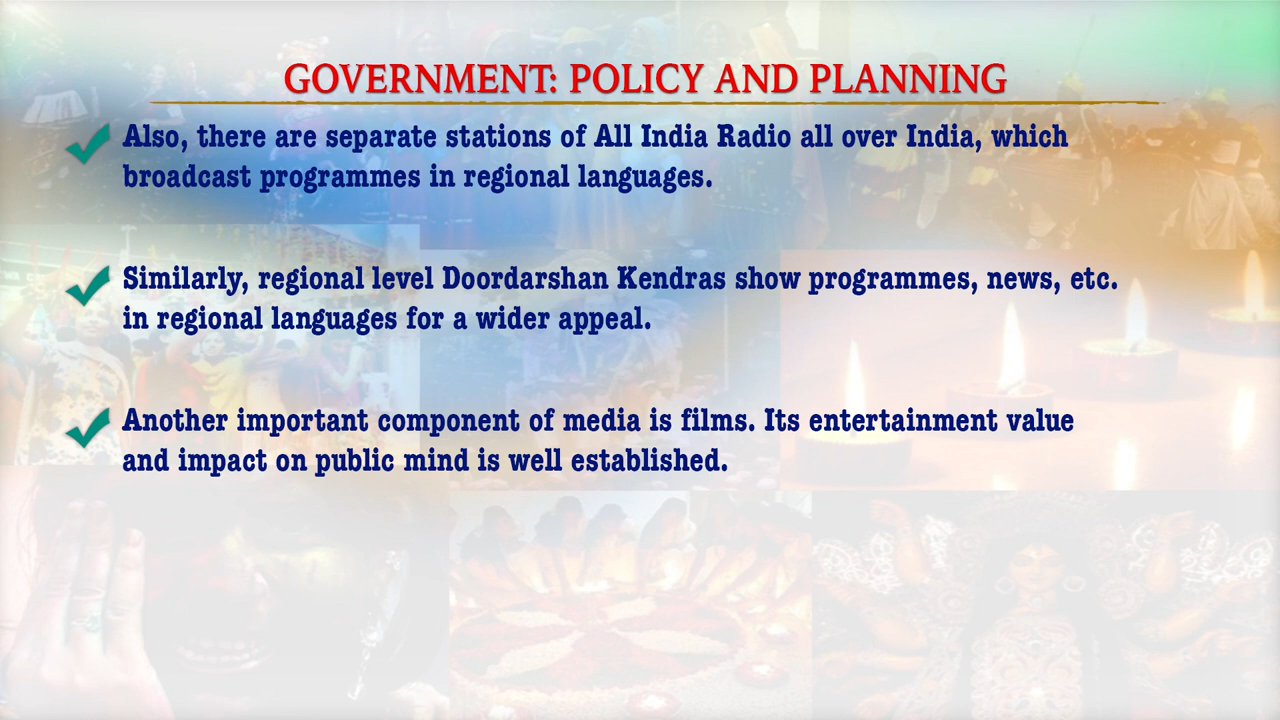 GOVERNMENT: POLICY AND PLANNING
Also, there are separate stations of All India Radio all over India, which
broadcast programmes in regional languages.
Similarly, regional level Doordarshan Kendras show programmes, news, etc.
in regional languages for a wider appeal.
Another important component of media is films. Its entertainment value
and impact on public mind is well established.